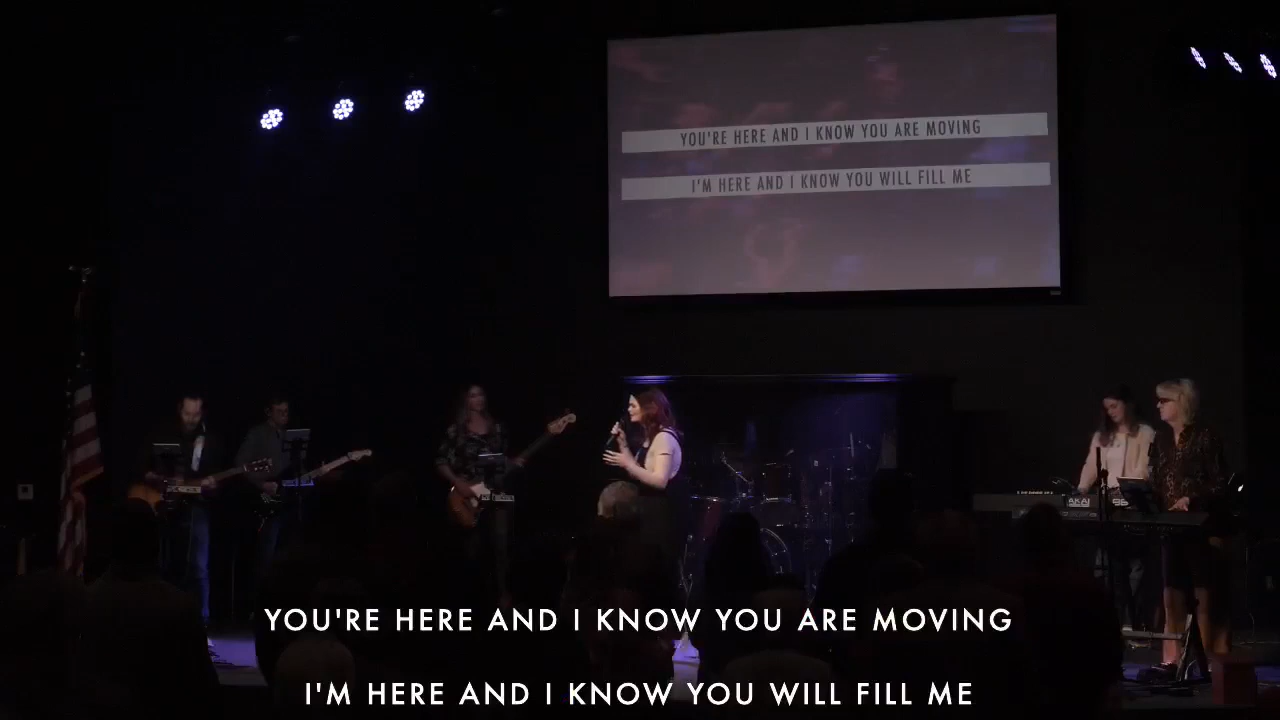 YOU'RE HERE AND I KNOW YOU ARE MOVING
I'M HERE AND I KNOW YOU WILL FILL ME
AKAI
YOU'RE HERE AND I KNOW YOU ARE MOVING
I'M HERE AND I KNOW YOU WILL FILL ME